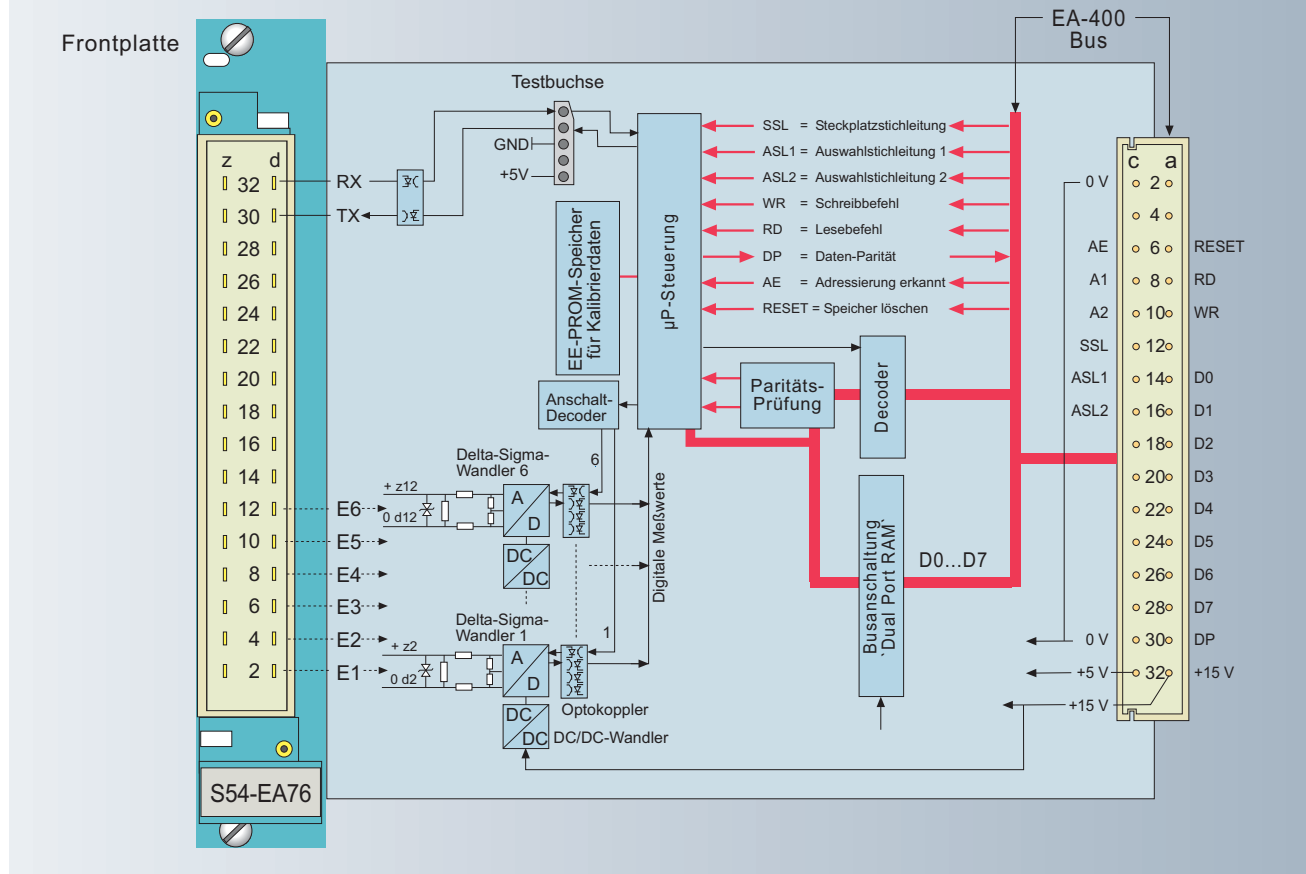 Frontplatte
EA-400
Bus
Testbuchse
GND
+5V
z d
32
30
28
26
24
22
20
18
16
14
12
10
8
6
4
2
RX
TX
E6
E5
E4
E3
E2
E1
S54-EA76
EE-PROM-Speicher
für Kalibrierdaten
µP-Steuerung
SSL = Steckplatzstichleitung
ASL1 = Auswahlstichleitung 1
ASL2 = Auswahlstichleitung 2
WR = Schreibbefehl
RD = Lesebefehl
DP = Daten-Parität
AE = Adressierung erkannt
RESET = Speicher löschen
Anschalt-
Decoder
Paritäts-
Prüfung
Decoder
Busanschaltung
`Dual Port RAM`
D0...D7
Delta-Sigma-
Wandler 6
+ z12
0 d12
A
D
DC
DC
6
Digitale Meßwerte
Delta-Sigma-
Wandler 1
+ z2
0 d2
A
D
DC
DC
1
Optokoppler
DC/DC-Wandler
c a
0 V 2
4
AE 6 RESET
A1 8 RD
A2 10 WR
SSL 12
ASL1 14 D0
ASL2 16 D1
18 D2
20 D3
22 D4
24 D5
26 D6
28 D7
0 V 30 DP
+5 V 32 +15 V
+15 V